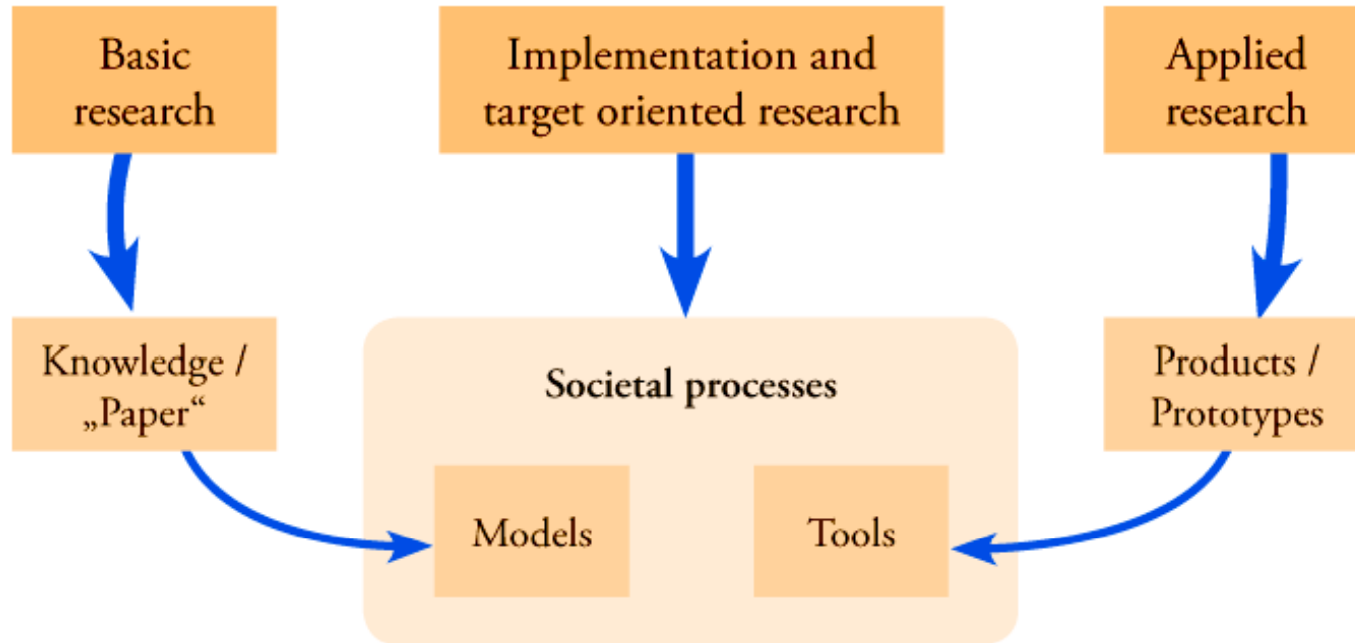 Basic
research
Implementation and
target oriented research
Applied
research
Knowledge /
„Paper“
Societal processes
Products /
Prototypes
Models
Tools